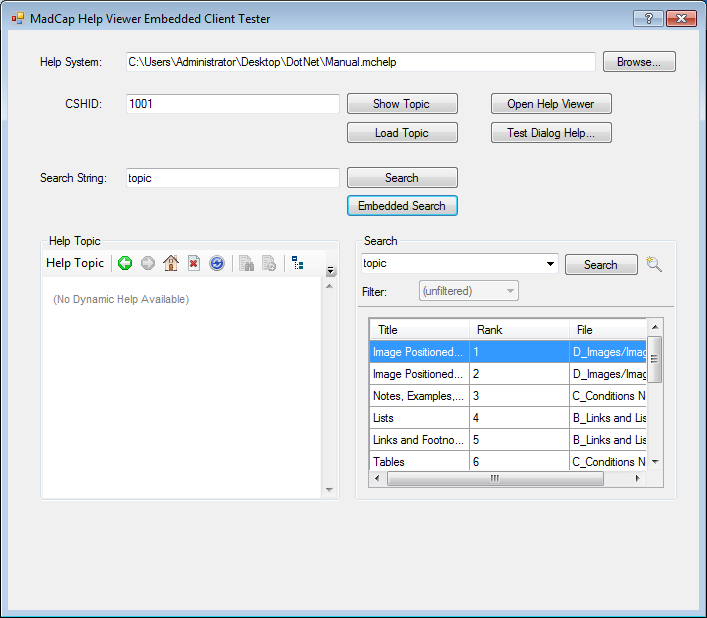 MadCap Help Viewer Embedded Client Tester
Help System: C:\Users\Administrator\Desktop\DotNet\Manual.mchelp Browse...
CSHID: 1001 Show Topic Open Help Viewer
Load Topic Test Dialog Help...
Search String: topic Search
Embedded Search
Help Topic
Help Topic
(No Dynamic Help Available)
Search
topic Search
Filter: (unfiltered)
Title Rank File
Image Positioned... 1 D_Images/Imag
Image Positioned... 2 D_Images/Imag
Notes, Examples,... 3 C_Conditions N
Lists 4 B_Links and Lis
Links and Footno... 5 B_Links and Lis
Tables 6 C_Conditions N